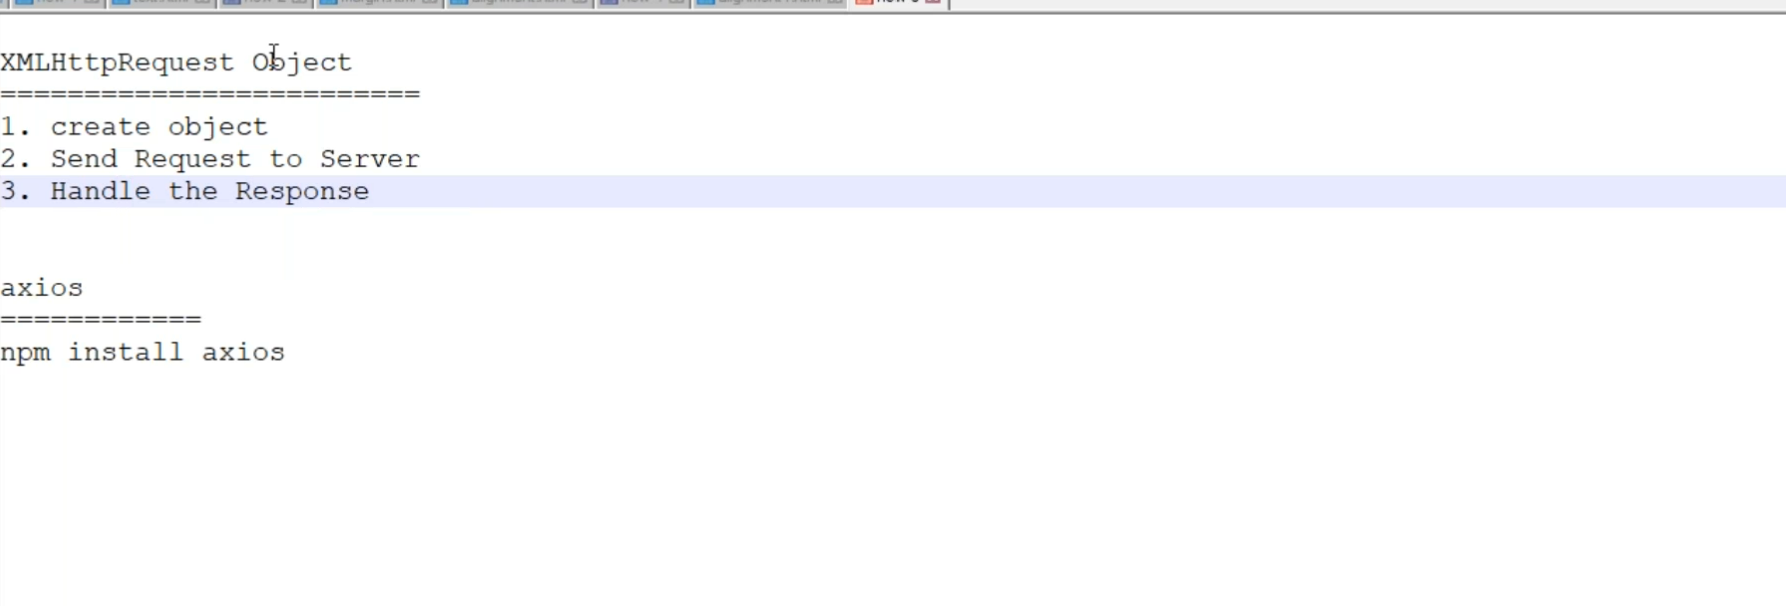 XMLHttpRequest Object
=========================
1. create object
2. Send Request to Server
3. Handle the Response
axios
============
npm install axios